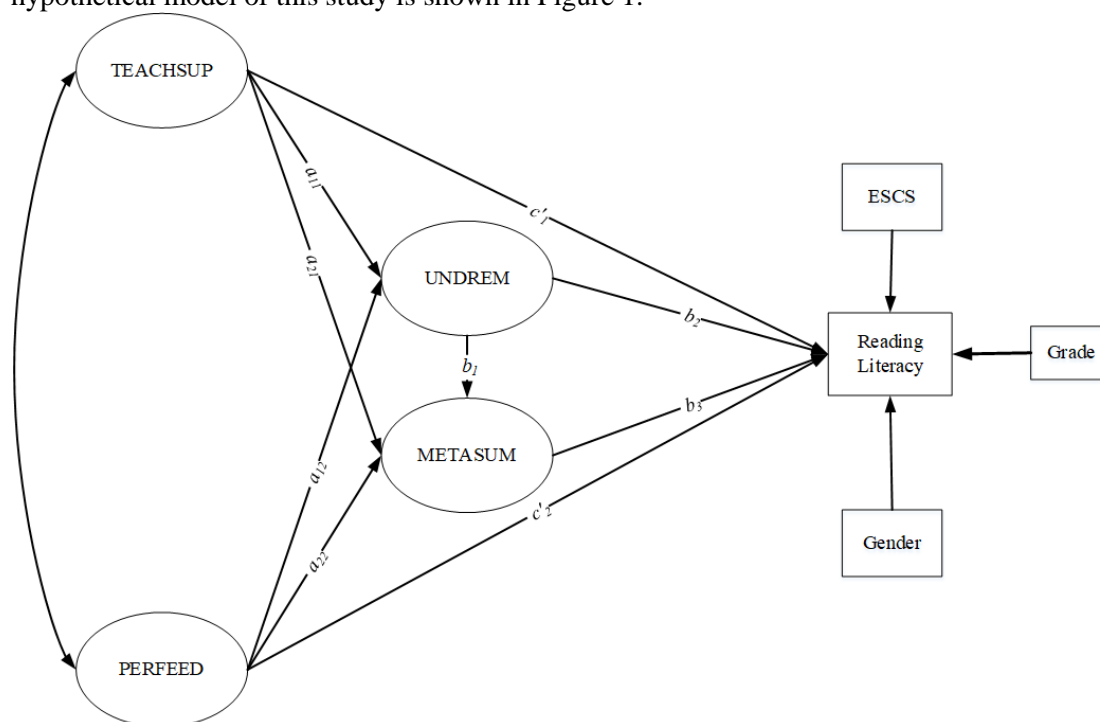 hypothetical model of this study is shown in Figure 1.
TEACHSUP
a11
c'1
ESCS
a21
UNDREM
b2
Reading
Literacy
Grade
b1
b3
METASUM
a12
c'2
a22
Gender
PERFEED